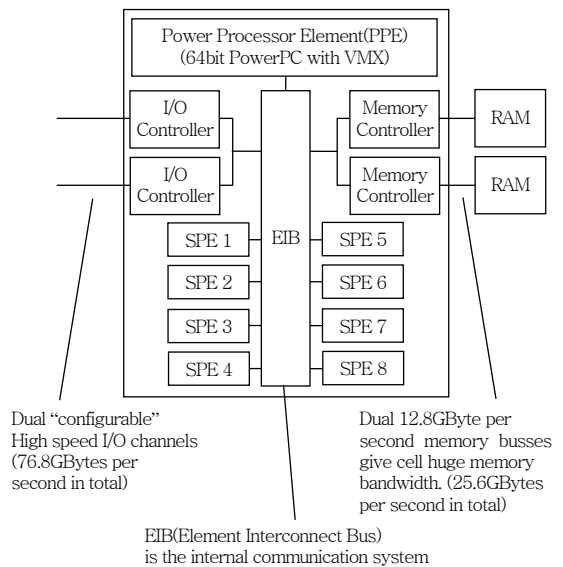 Power Processor Element(PPE)
(64bit PowerPC with VMX)
I/O
Controller
I/O
Controller
Memory
Controller
Memory
Controller
RAM
RAM
EIB
SPE 1
SPE 2
SPE 3
SPE 4
SPE 5
SPE 6
SPE 7
SPE 8
Dual “configurable”
High speed I/O channels
(76.8GBytes per
second in total)
Dual 12.8GByte per
second memory busses
give cell huge memory
bandwidth. (25.6GBytes
per second in total)
EIB(Element Interconnect Bus)
is the internal communication system